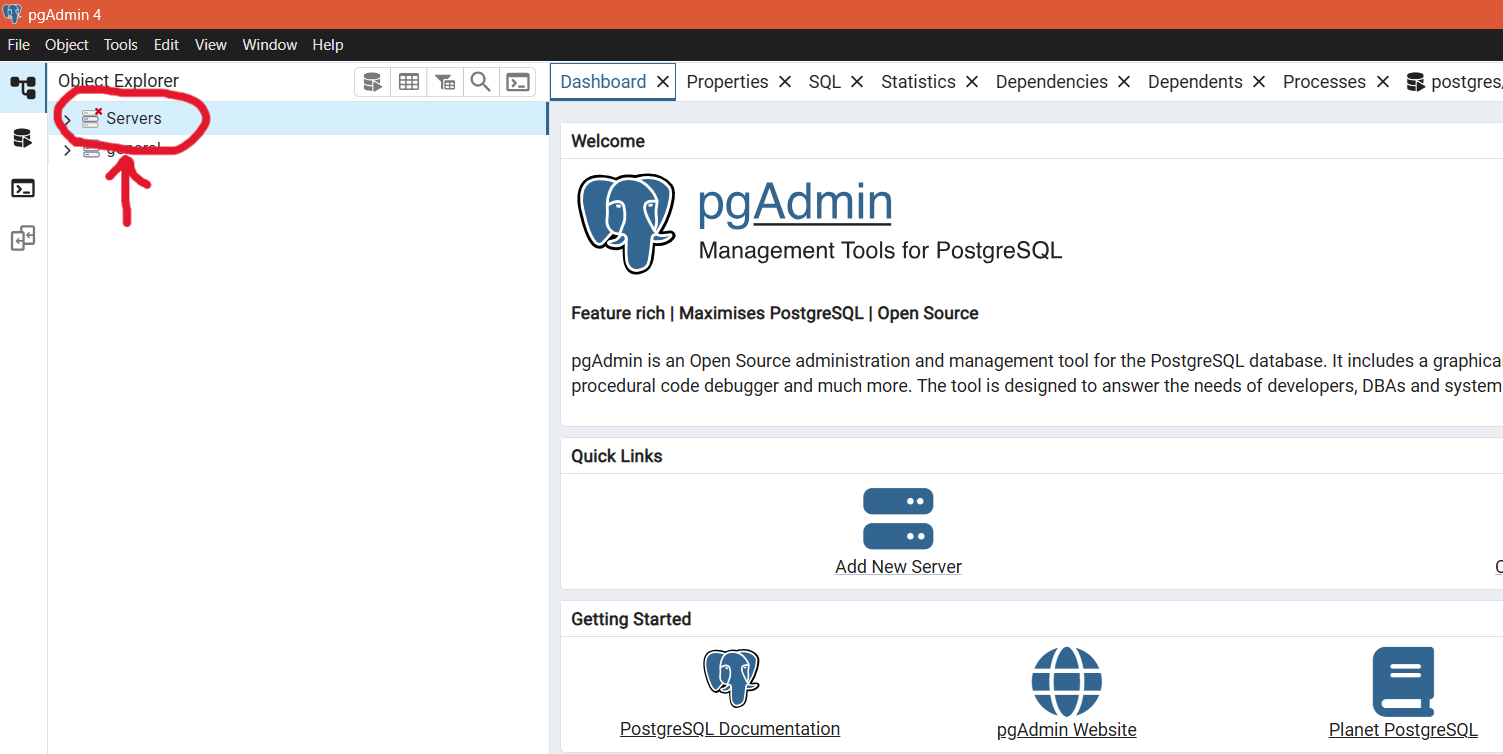 pgAdmin 4
File Object Tools Edit View Window Help
Object Explorer
Servers
general
Dashboard Properties SQL Statistics Dependencies Dependents Processes postgres/
Welcome
pgAdmin
Management Tools for PostgreSQL
Feature rich | Maximises PostgreSQL | Open Source
pgAdmin is an Open Source administration and management tool for the PostgreSQL database. It includes a graphical
procedural code debugger and much more. The tool is designed to answer the needs of developers, DBAs and system
Quick Links
Add New Server
Getting Started
PostgreSQL Documentation
pgAdmin Website
Planet PostgreSQL